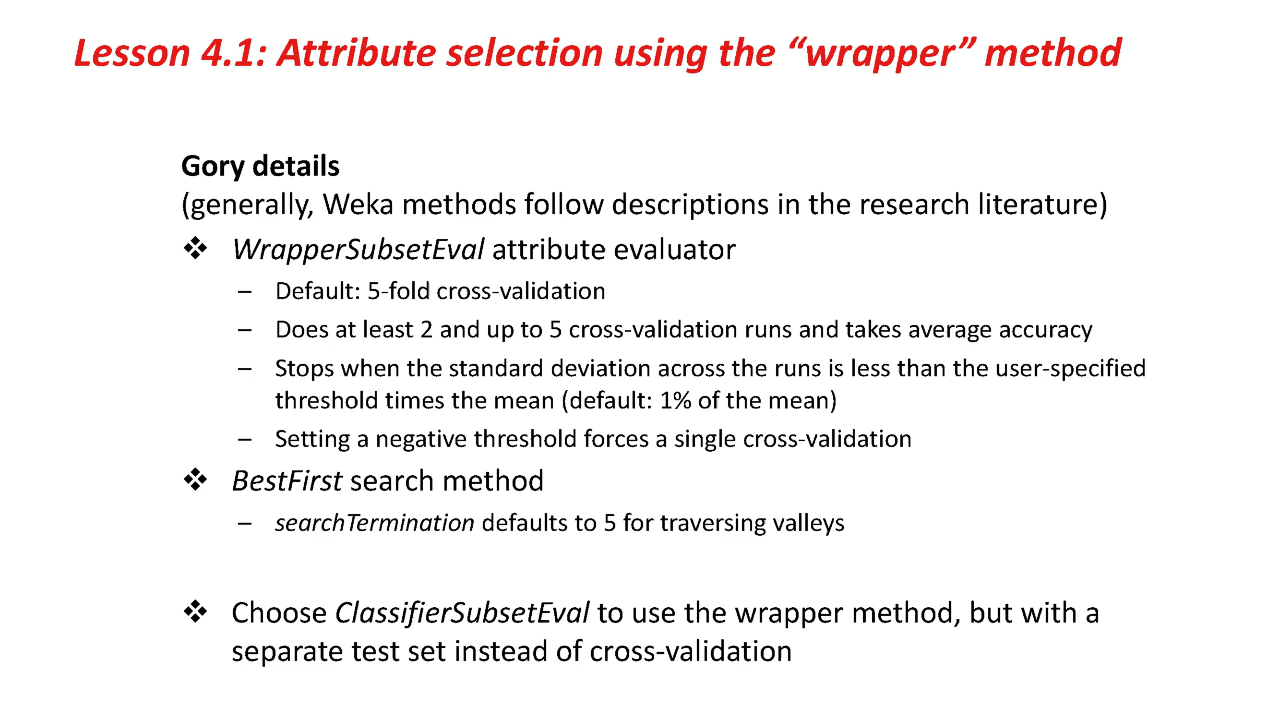 Lesson 4.1: Attribute selection using the “wrapper” method
Gory details
(generally, Weka methods follow descriptions in the research literature)
❖ WrapperSubsetEval attribute evaluator
– Default: 5-fold cross-validation
– Does at least 2 and up to 5 cross-validation runs and takes average accuracy
– Stops when the standard deviation across the runs is less than the user-specified
threshold times the mean (default: 1% of the mean)
– Setting a negative threshold forces a single cross-validation
❖ BestFirst search method
– searchTermination defaults to 5 for traversing valleys
❖ Choose ClassifierSubsetEval to use the wrapper method, but with a
separate test set instead of cross-validation